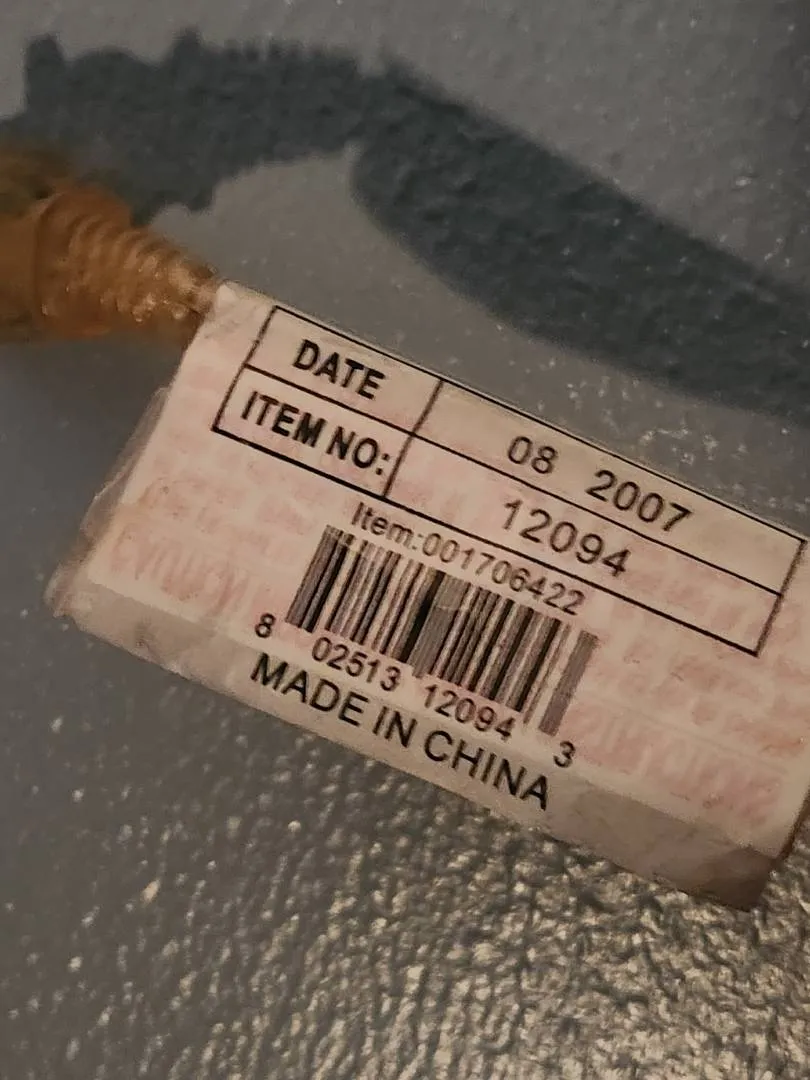 DATE 08 2007
ITEM NO: 12094
Item:001706422
8 02513 12094 3
MADE IN CHINA